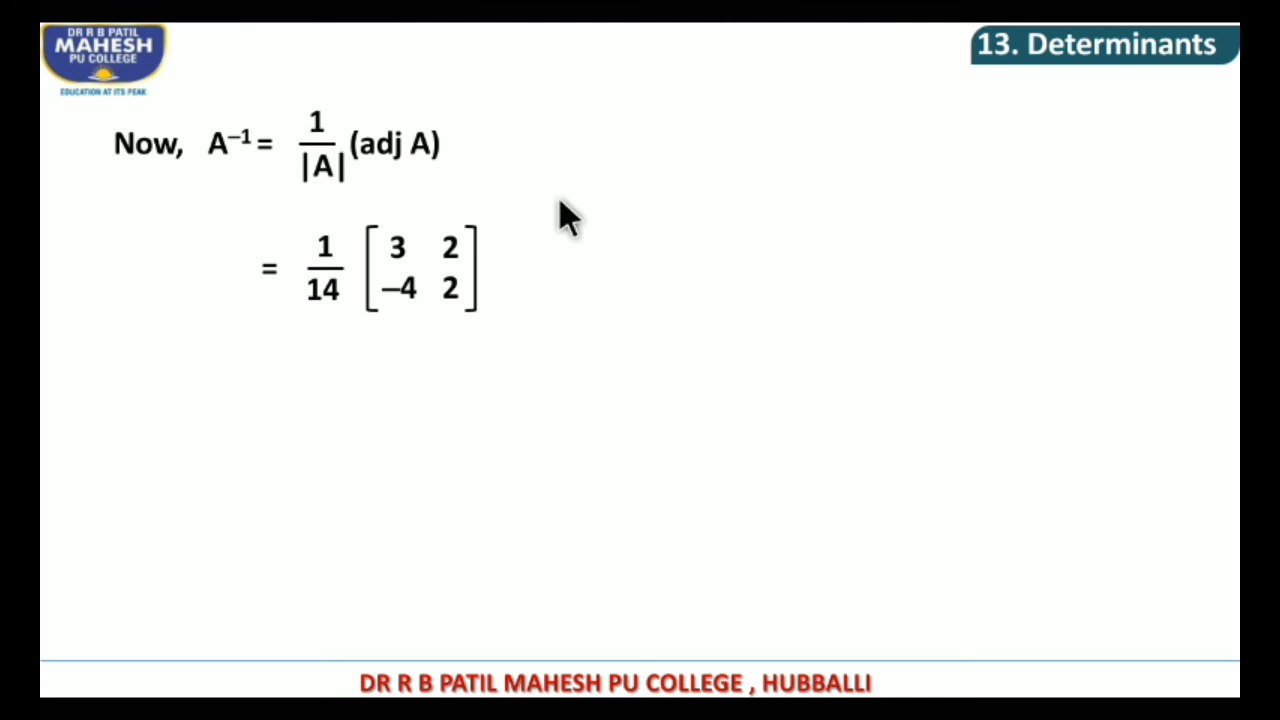 DR R B PATIL
MAHESH
PU COLLEGE
EDUCATION AT ITS PEAK
13. Determinants
Now, A⁻¹ = 1/|A| (adj A)
= 1/14 [3 2
–4 2]
DR R B PATIL MAHESH PU COLLEGE , HUBBALLI